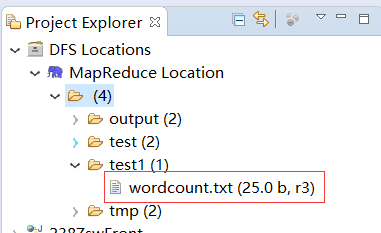 Project Explorer
DFS Locations
MapReduce Location
(4)
output (2)
test (2)
test1 (1)
wordcount.txt (25.0 b, r3)
tmp (2)